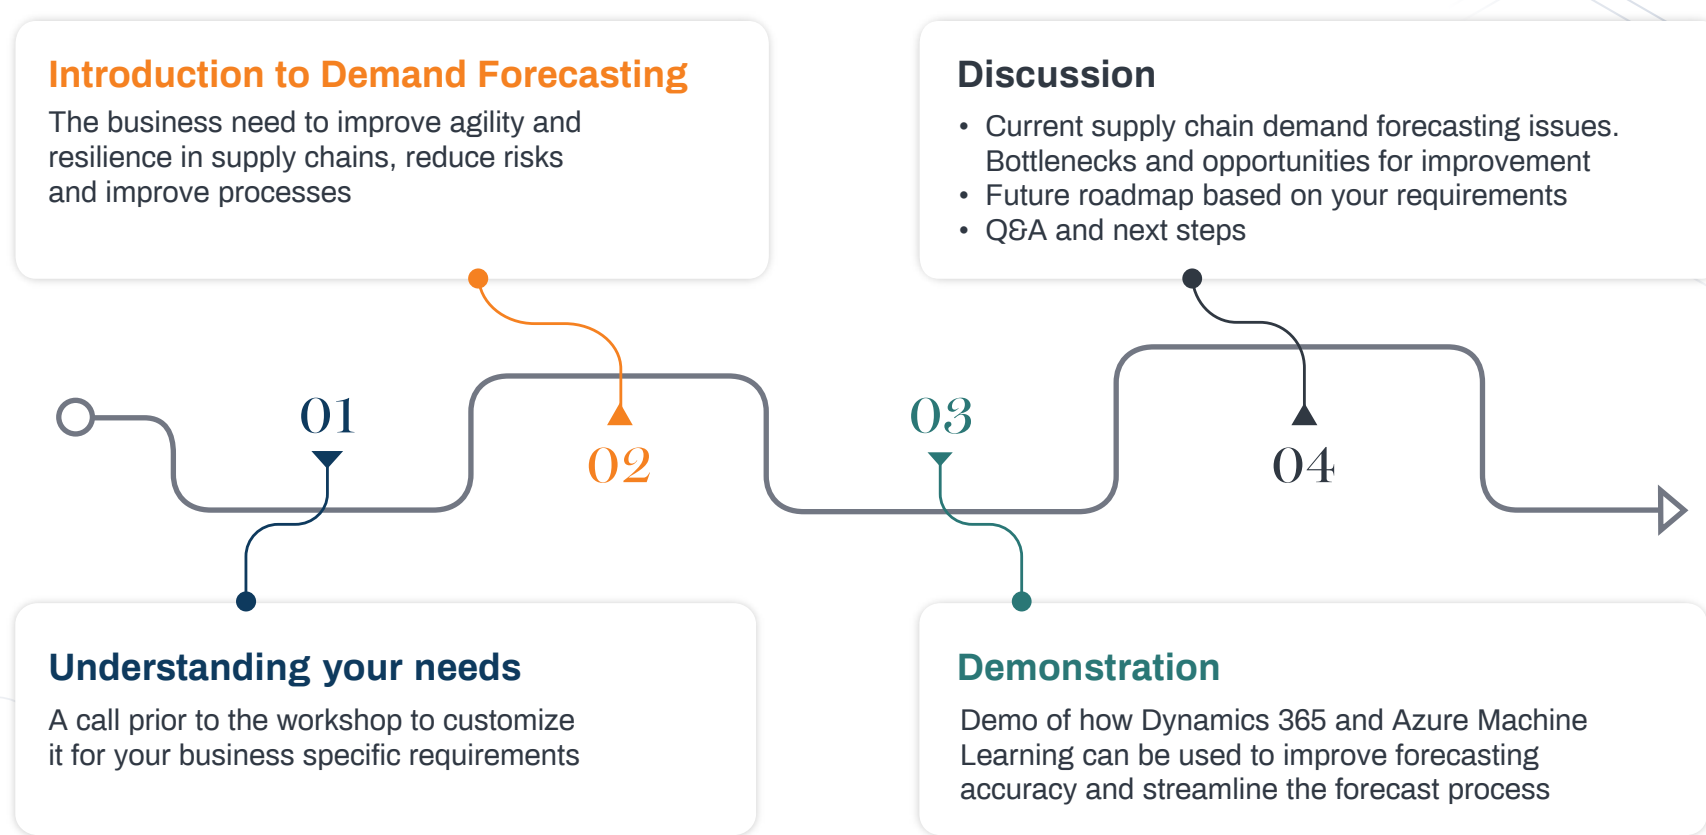 Introduction to Demand Forecasting
The business need to improve agility and
resilience in supply chains, reduce risks
and improve processes
Discussion
• Current supply chain demand forecasting issues.
Bottlenecks and opportunities for improvement
• Future roadmap based on your requirements
• Q&A and next steps
01
02
03
04
Understanding your needs
A call prior to the workshop to customize
it for your business specific requirements
Demonstration
Demo of how Dynamics 365 and Azure Machine
Learning can be used to improve forecasting
accuracy and streamline the forecast process